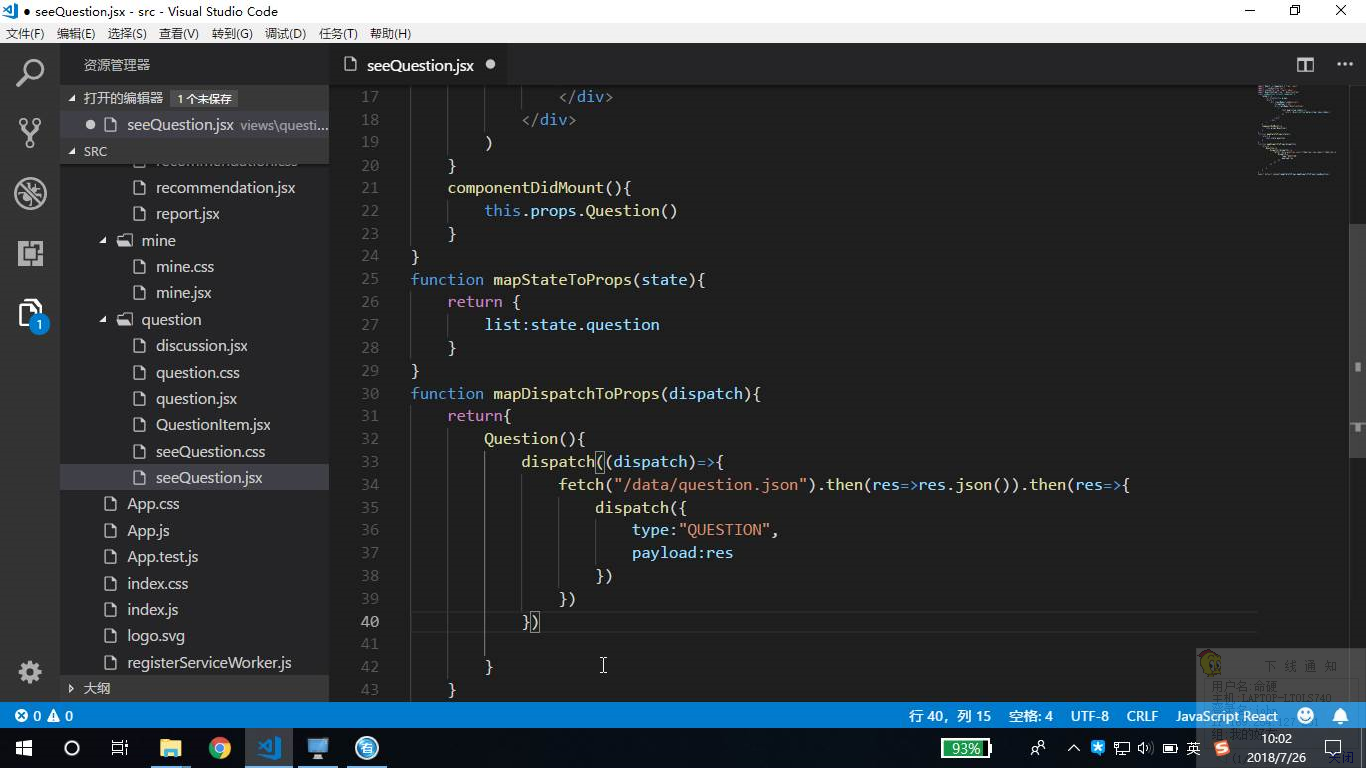 ● seeQuestion.jsx - src - Visual Studio Code
文件(F) 编辑(E) 选择(S) 查看(V) 转到(G) 调试(D) 任务(T) 帮助(H)
资源管理器
打开的编辑器 1 个未保存
seeQuestion.jsx views\questi...
SRC
recommendation.css
recommendation.jsx
report.jsx
mine
mine.css
mine.jsx
question
discussion.jsx
question.css
question.jsx
QuestionItem.jsx
seeQuestion.css
seeQuestion.jsx
App.css
App.js
App.test.js
index.css
index.js
logo.svg
registerServiceWorker.js
大纲
1
seeQuestion.jsx
17 </div>
18 </div>
19 )
20 }
21 componentDidMount(){
22 this.props.Question()
23 }
24 }
25 function mapStateToProps(state){
26 return {
27 list:state.question
28 }
29 }
30 function mapDispatchToProps(dispatch){
31 return{
32 Question(){
33 dispatch((dispatch)=>{
34 fetch("/data/question.json").then(res=>res.json()).then(res=>{
35 dispatch({
36 type:"QUESTION",
37 payload:res
38 })
39 })
40 })
41
42 }
43 }
下线通知
用户名:命硬
主机:LAPTOP-LTOLS740
组:我的好友
关闭
0 0
行 40，列 15 空格: 4 UTF-8 CRLF JavaScript React
93%
英
10:02
2018/7/26